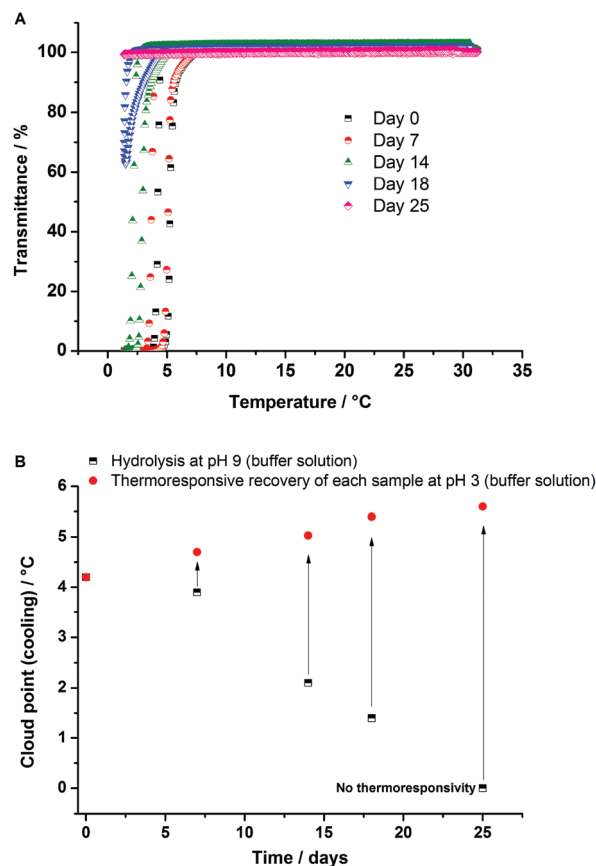 A
Transmittance / %
100
80
60
40
20
0
Day 0
Day 7
Day 14
Day 18
Day 25
0 5 10 15 20 25 30 35
Temperature / °C
B
Hydrolysis at pH 9 (buffer solution)
Thermoresponsive recovery of each sample at pH 3 (buffer solution)
Cloud point (cooling) / °C
6
5
4
3
2
1
0
No thermoresponsivity
0 5 10 15 20 25
Time / days